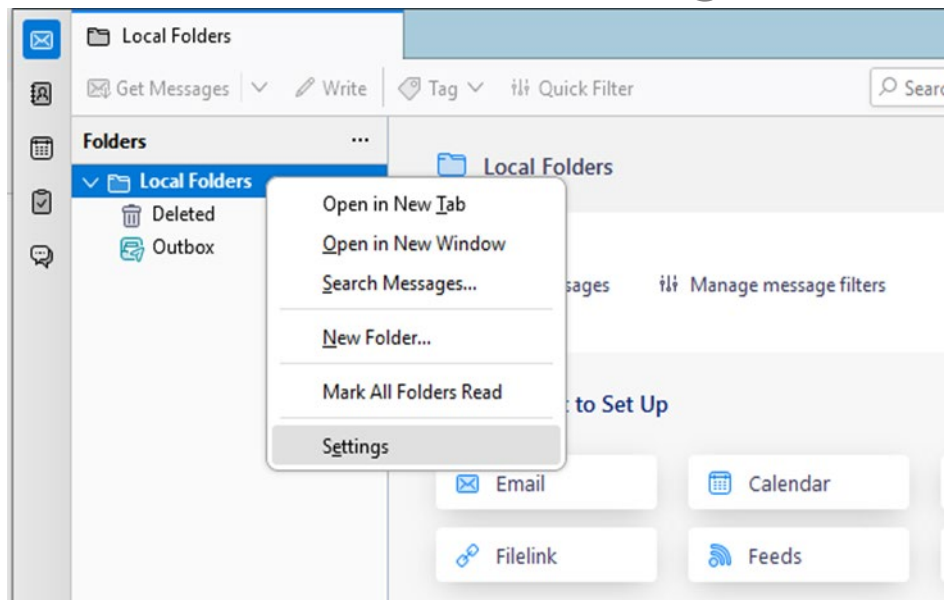 Local Folders
Get Messages Write Tag Quick Filter
Folders ...
Local Folders
Deleted
Outbox
Open in New Tab
Open in New Window
Search Messages...
New Folder...
Mark All Folders Read
Settings
Local Folders
Manage message filters
to Set Up
Email Calendar
Filelink Feeds